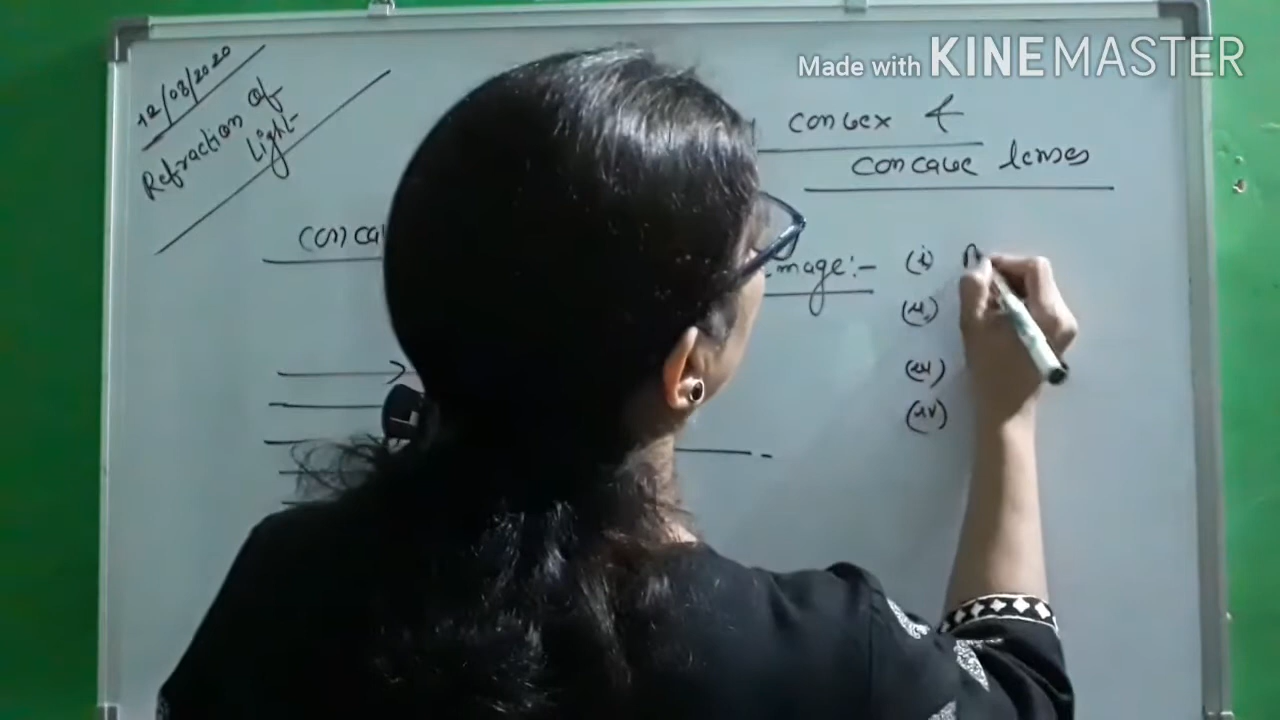 12/08/2020
Refraction of
Light
Made with KINEMASTER
convex &
concave lenses
image:-
(i)
(ii)
(iii)
(iv)